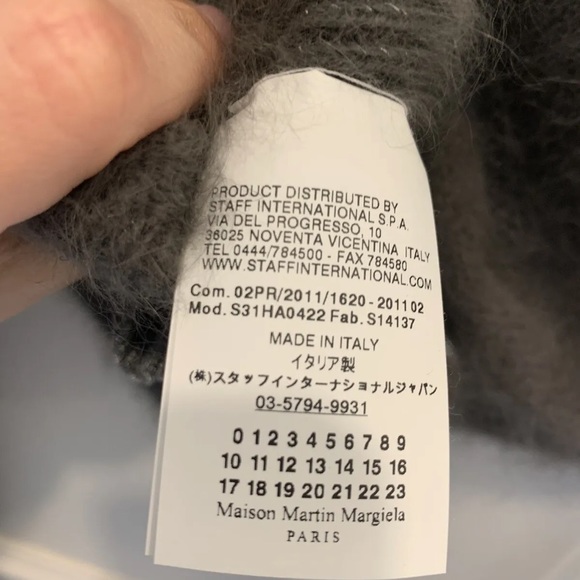 PRODUCT DISTRIBUTED BY
STAFF INTERNATIONAL S.P.A.
VIA DEL PROGRESSO, 10
36025 NOVENTA VICENTINA ITALY
TEL 0444/784500 - FAX 784580
WWW.STAFFINTERNATIONAL.COM
Com. 02PR/2011/1620 - 2011 02
Mod. S31HA0422 Fab. S14137
MADE IN ITALY
イタリア製
(株)スタッフインターナショナルジャパン
03-5794-9931
0 1 2 3 4 5 6 7 8 9
10 11 12 13 14 15 16
17 18 19 20 21 22 23
Maison Martin Margiela
PARIS